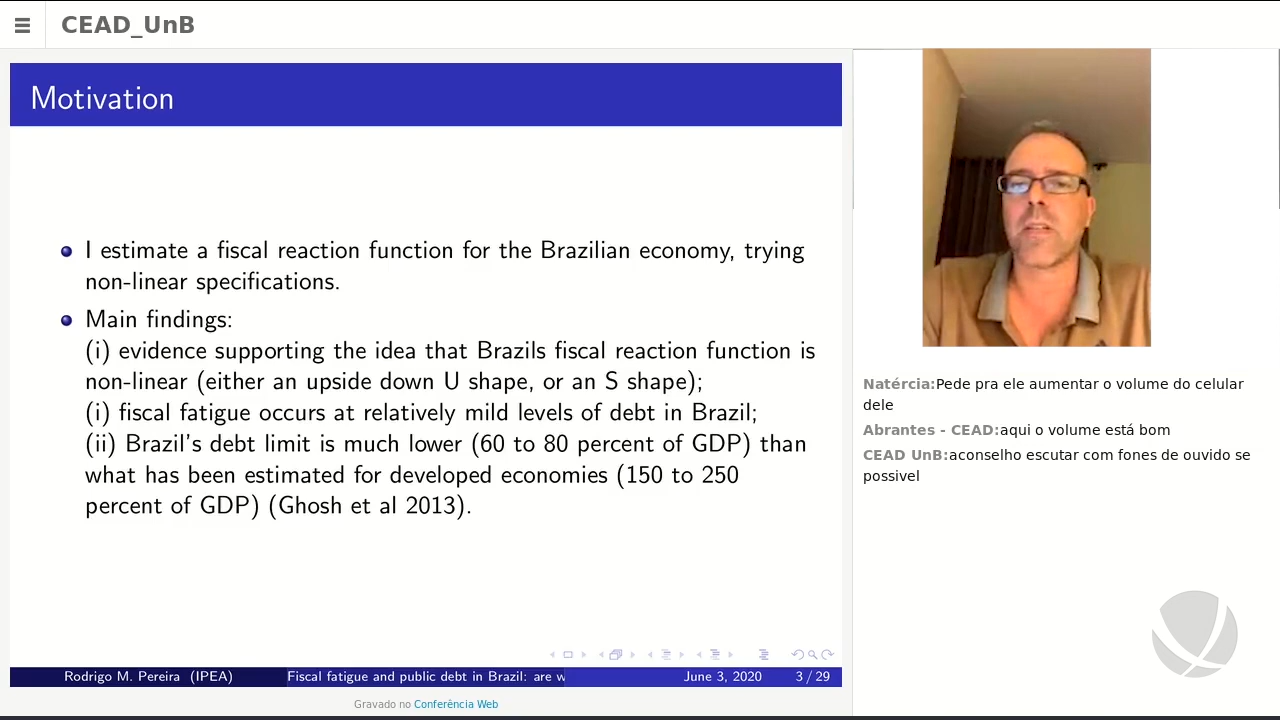 CEAD_UnB
Motivation
I estimate a fiscal reaction function for the Brazilian economy, trying
non-linear specifications.
Main findings:
(i) evidence supporting the idea that Brazils fiscal reaction function is
non-linear (either an upside down U shape, or an S shape);
(i) fiscal fatigue occurs at relatively mild levels of debt in Brazil;
(ii) Brazil's debt limit is much lower (60 to 80 percent of GDP) than
what has been estimated for developed economies (150 to 250
percent of GDP) (Ghosh et al 2013).
Rodrigo M. Pereira (IPEA) Fiscal fatigue and public debt in Brazil: are w June 3, 2020 3 / 29
Gravado no Conferência Web
Natércia:Pede pra ele aumentar o volume do celular
dele
Abrantes - CEAD:aqui o volume está bom
CEAD UnB:aconselho escutar com fones de ouvido se
possivel